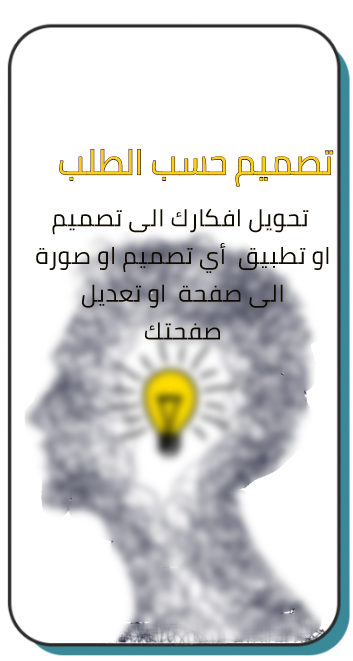 تصميم حسب الطلب
تحويل افكارك الى تصميم
او تطبيق أي تصميم او صورة
الى صفحة او تعديل
صفحتك